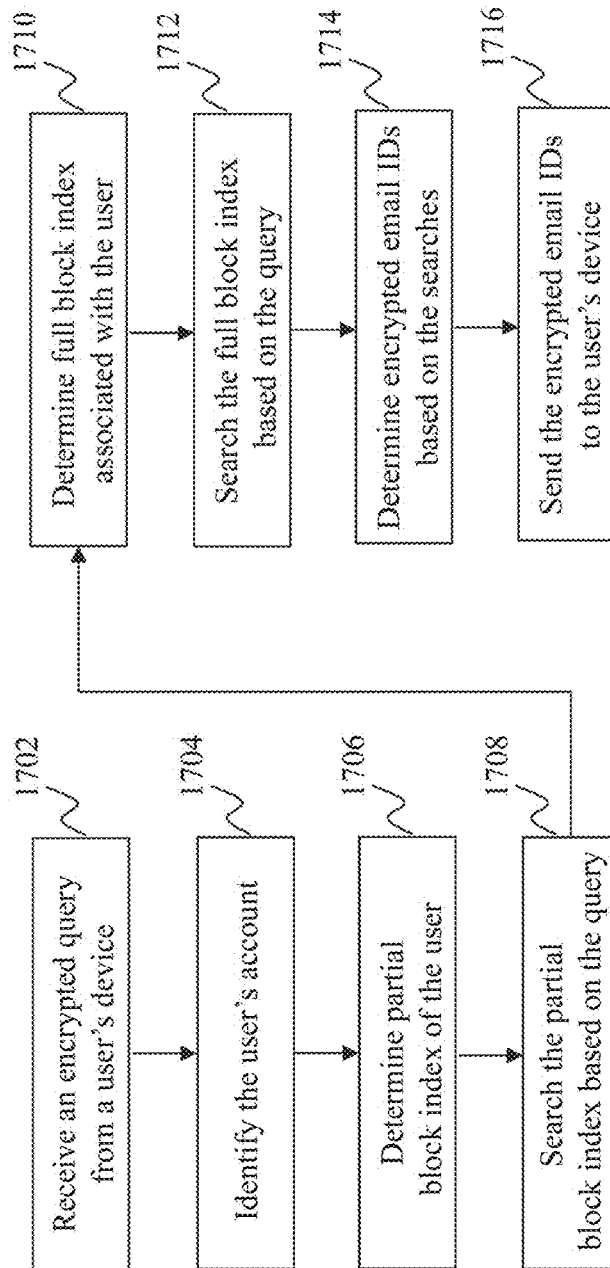 1702
Receive an encrypted query
from a user's device
1704
Identify the user's account
1706
Determine partial
block index of the user
1708
Search the partial
block index based on the query
1710
Determine full block index
associated with the user
1712
Search the full block index
based on the query
1714
Determine encrypted email IDs
based on the searches
1716
Send the encrypted email IDs
to the user's device